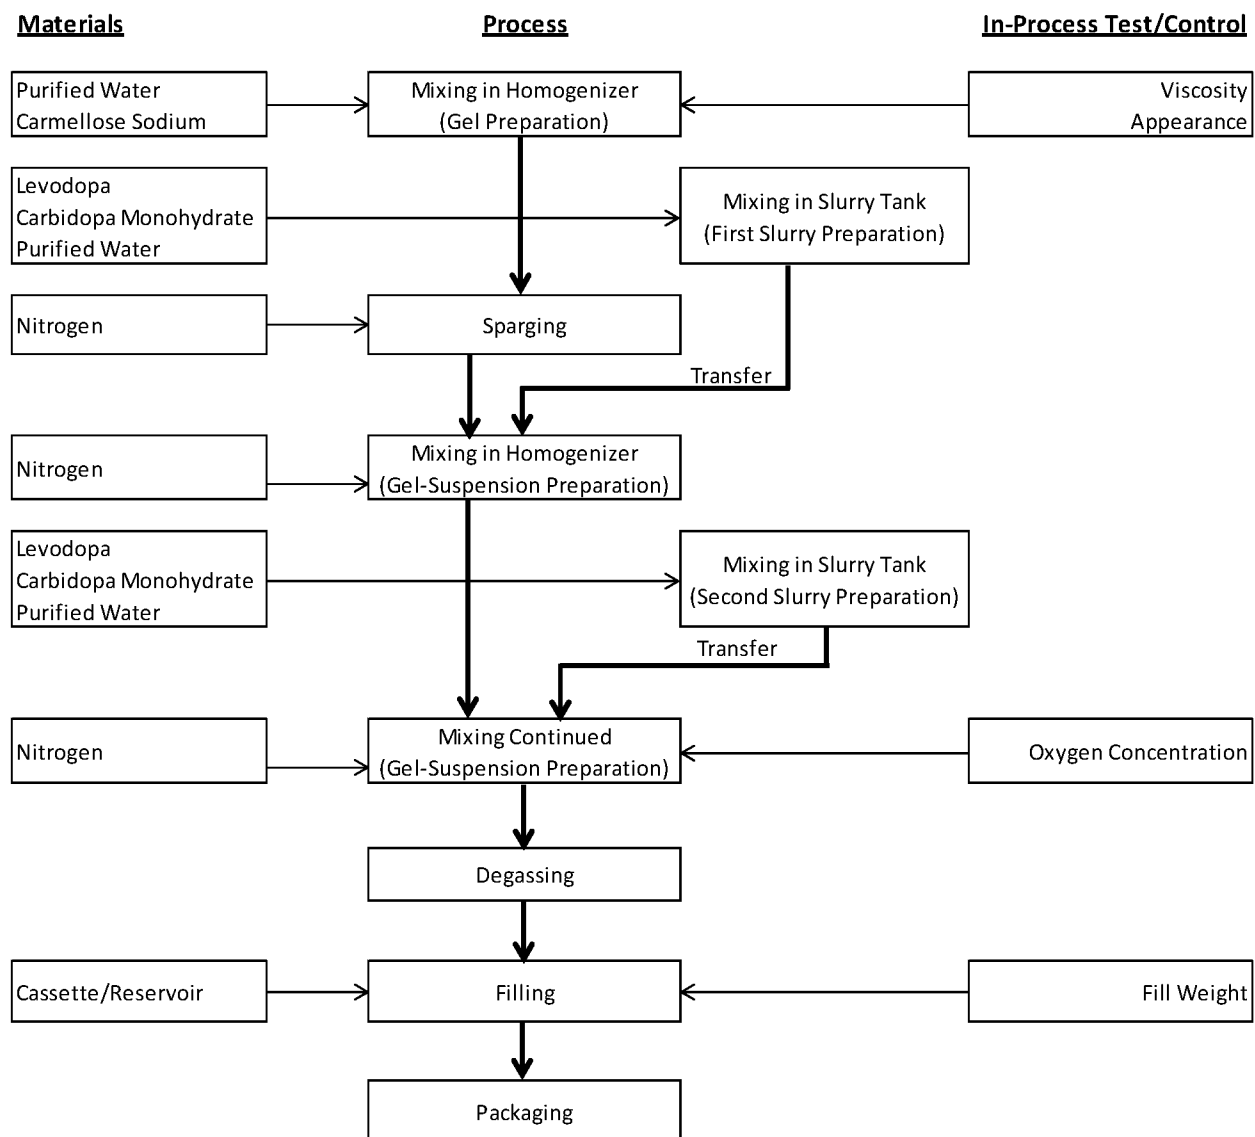 Materials
Process
In-Process Test/Control
Purified Water
Carmellose Sodium
Mixing in Homogenizer
(Gel Preparation)
Viscosity
Appearance
Levodopa
Carbidopa Monohydrate
Purified Water
Mixing in Slurry Tank
(First Slurry Preparation)
Nitrogen
Sparging
Transfer
Nitrogen
Mixing in Homogenizer
(Gel-Suspension Preparation)
Levodopa
Carbidopa Monohydrate
Purified Water
Mixing in Slurry Tank
(Second Slurry Preparation)
Transfer
Nitrogen
Mixing Continued
(Gel-Suspension Preparation)
Oxygen Concentration
Degassing
Cassette/Reservoir
Filling
Fill Weight
Packaging